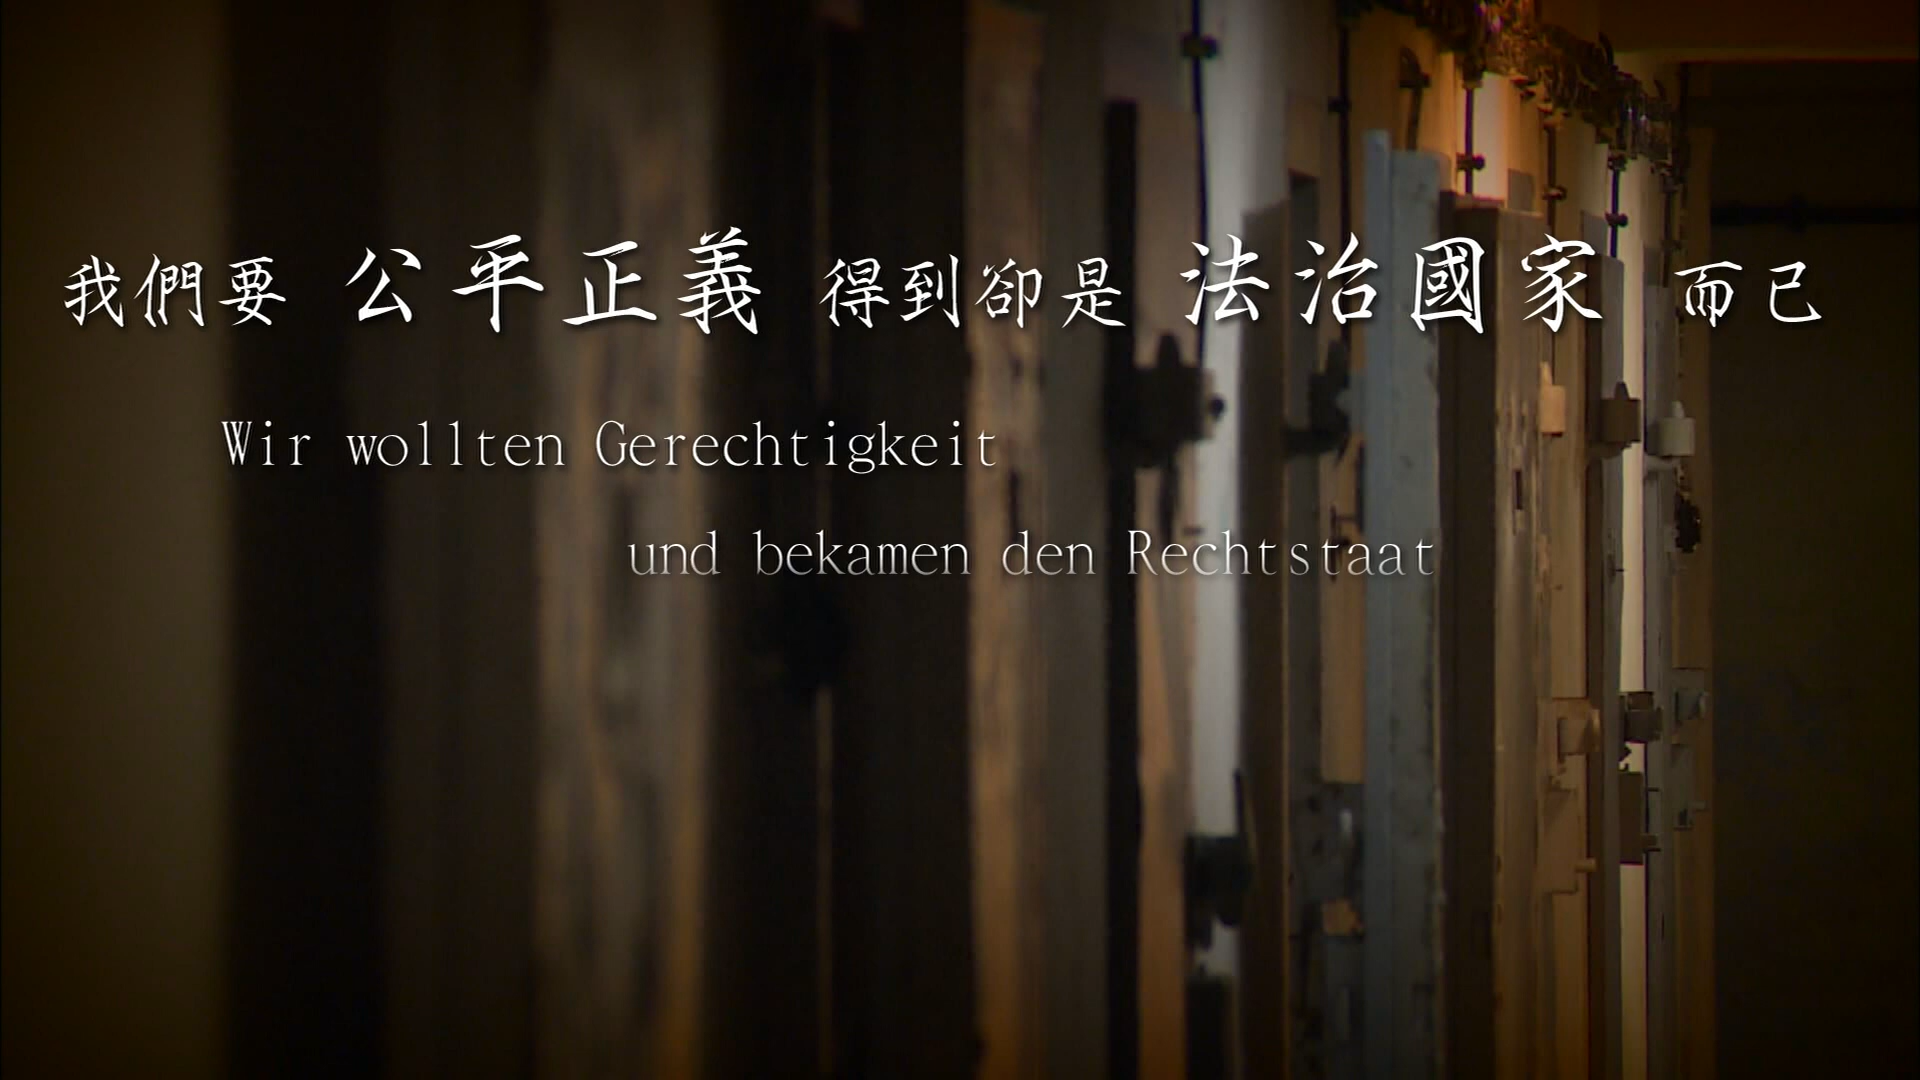 我們要 公平正義 得到卻是 法治國家 而已
Wir wollten Gerechtigkeit
und bekamen den Rechtstaat